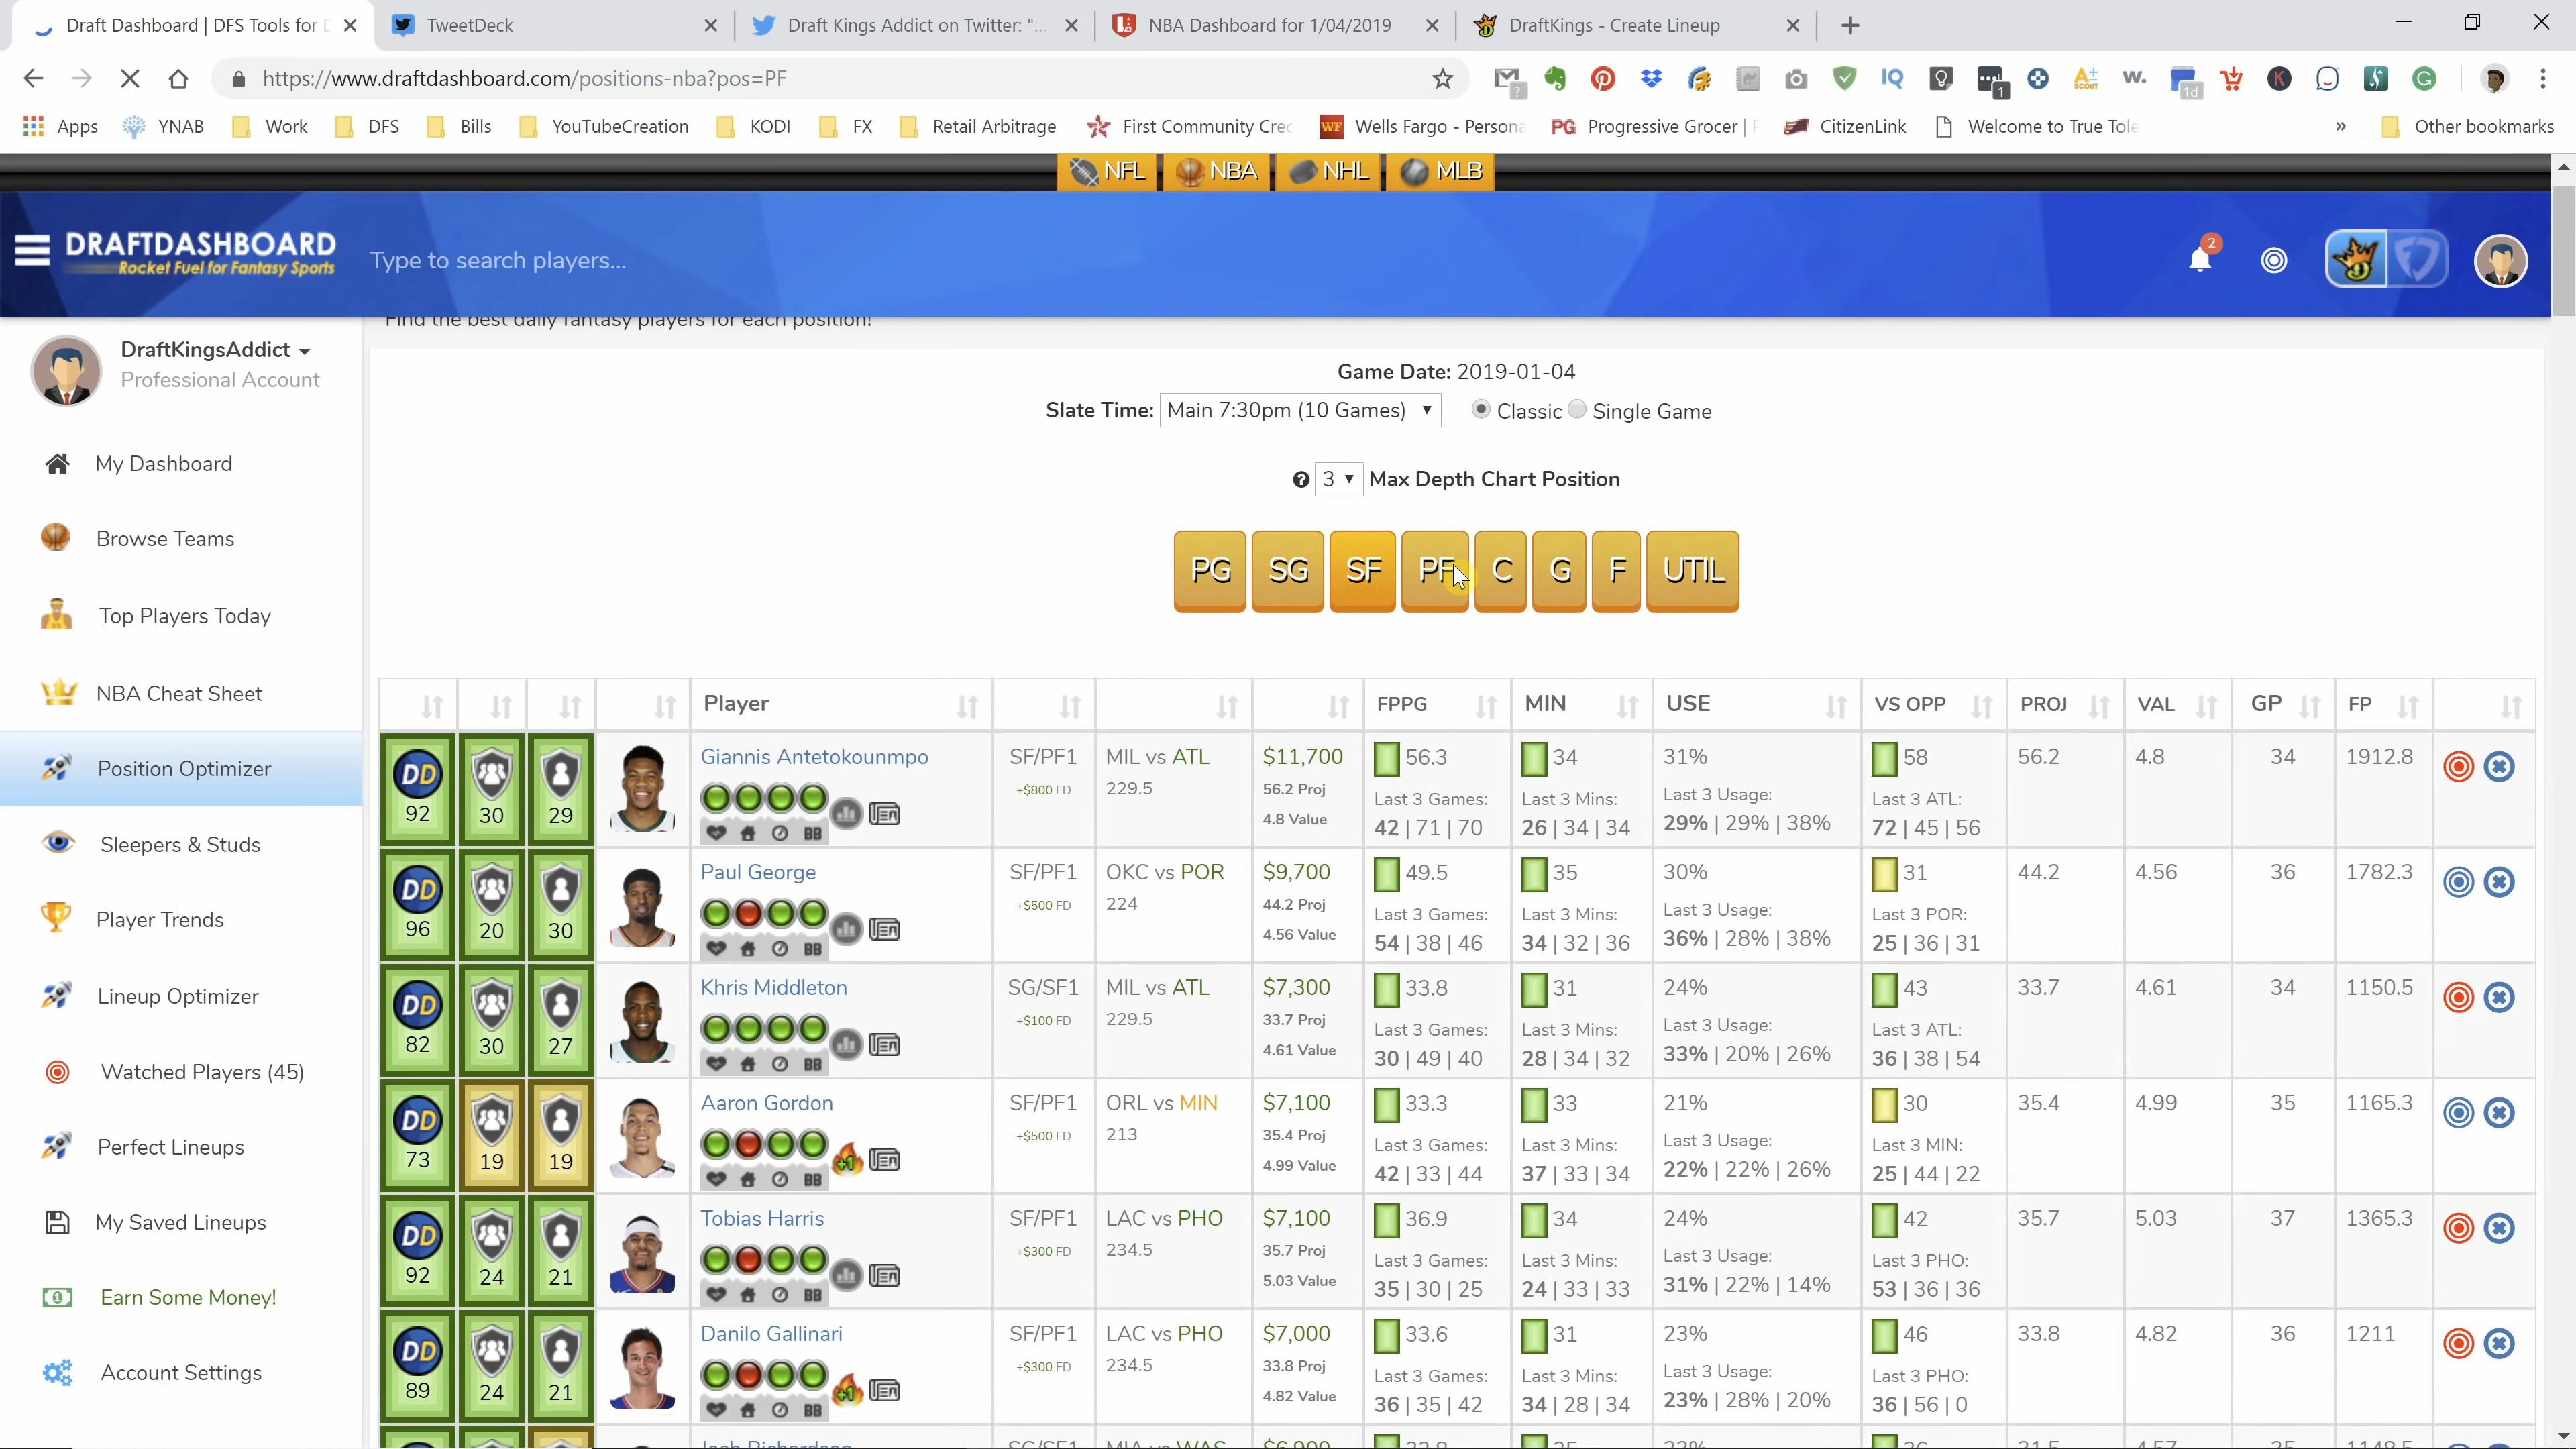 Draft Dashboard | DFS Tools for D
TweetDeck
Draft Kings Addict on Twitter: "...
NBA Dashboard for 1/04/2019
DraftKings - Create Lineup
https://www.draftdashboard.com/positions-nba?pos=PF
Apps
YNAB
Work
DFS
Bills
YouTubeCreation
KODI
FX
Retail Arbitrage
First Community Cre
Wells Fargo - Persona
PG Progressive Grocer |
CitizenLink
Welcome to True Tole
» Other bookmarks
NFL NBA NHL MLB
DRAFTDASHBOARD
Rocket Fuel for Fantasy Sports
Type to search players...
2
Find the best daily fantasy players for each position!
DraftKingsAddict
Professional Account
My Dashboard
Browse Teams
Top Players Today
NBA Cheat Sheet
Position Optimizer
Sleepers & Studs
Player Trends
Lineup Optimizer
Watched Players (45)
Perfect Lineups
My Saved Lineups
Earn Some Money!
Account Settings
Game Date: 2019-01-04
Slate Time: Main 7:30pm (10 Games) Classic Single Game
3 Max Depth Chart Position
PG SG SF PF C G F UTIL
Player FPPG MIN USE VS OPP PROJ VAL GP FP
DD 92 30 29
Giannis Antetokounmpo SF/PF1 MIL vs ATL $11,700 56.3 34 31% 58 56.2 4.8 34 1912.8
+$800 FD 229.5 56.2 Proj Last 3 Games: Last 3 Mins: Last 3 Usage: Last 3 ATL:
BB 4.8 Value 42 | 71 | 70 26 | 34 | 34 29% | 29% | 38% 72 | 45 | 56
DD 96 20 30
Paul George SF/PF1 OKC vs POR $9,700 49.5 35 30% 31 44.2 4.56 36 1782.3
+$500 FD 224 44.2 Proj Last 3 Games: Last 3 Mins: Last 3 Usage: Last 3 POR:
BB 4.56 Value 54 | 38 | 46 34 | 32 | 36 36% | 28% | 38% 25 | 36 | 31
DD 82 30 27
Khris Middleton SG/SF1 MIL vs ATL $7,300 33.8 31 24% 43 33.7 4.61 34 1150.5
+$100 FD 229.5 33.7 Proj Last 3 Games: Last 3 Mins: Last 3 Usage: Last 3 ATL:
BB 4.61 Value 30 | 49 | 40 28 | 34 | 32 33% | 20% | 26% 36 | 38 | 54
DD 73 19 19
Aaron Gordon SF/PF1 ORL vs MIN $7,100 33.3 33 21% 30 35.4 4.99 35 1165.3
+1 +$500 FD 213 35.4 Proj Last 3 Games: Last 3 Mins: Last 3 Usage: Last 3 MIN:
BB 4.99 Value 42 | 33 | 44 37 | 33 | 34 22% | 22% | 26% 25 | 44 | 22
DD 92 24 21
Tobias Harris SF/PF1 LAC vs PHO $7,100 36.9 34 24% 42 35.7 5.03 37 1365.3
+$300 FD 234.5 35.7 Proj Last 3 Games: Last 3 Mins: Last 3 Usage: Last 3 PHO:
BB 5.03 Value 35 | 30 | 25 24 | 33 | 33 31% | 22% | 14% 53 | 36 | 36
DD 89 24 21
Danilo Gallinari SF/PF1 LAC vs PHO $7,000 33.6 31 23% 46 33.8 4.82 36 1211
+1 +$300 FD 234.5 33.8 Proj Last 3 Games: Last 3 Mins: Last 3 Usage: Last 3 PHO:
BB 4.82 Value 36 | 35 | 42 34 | 28 | 34 23% | 28% | 20% 36 | 56 | 0
Josh Richardson SG/SF1 MIA vs WAS $6,900